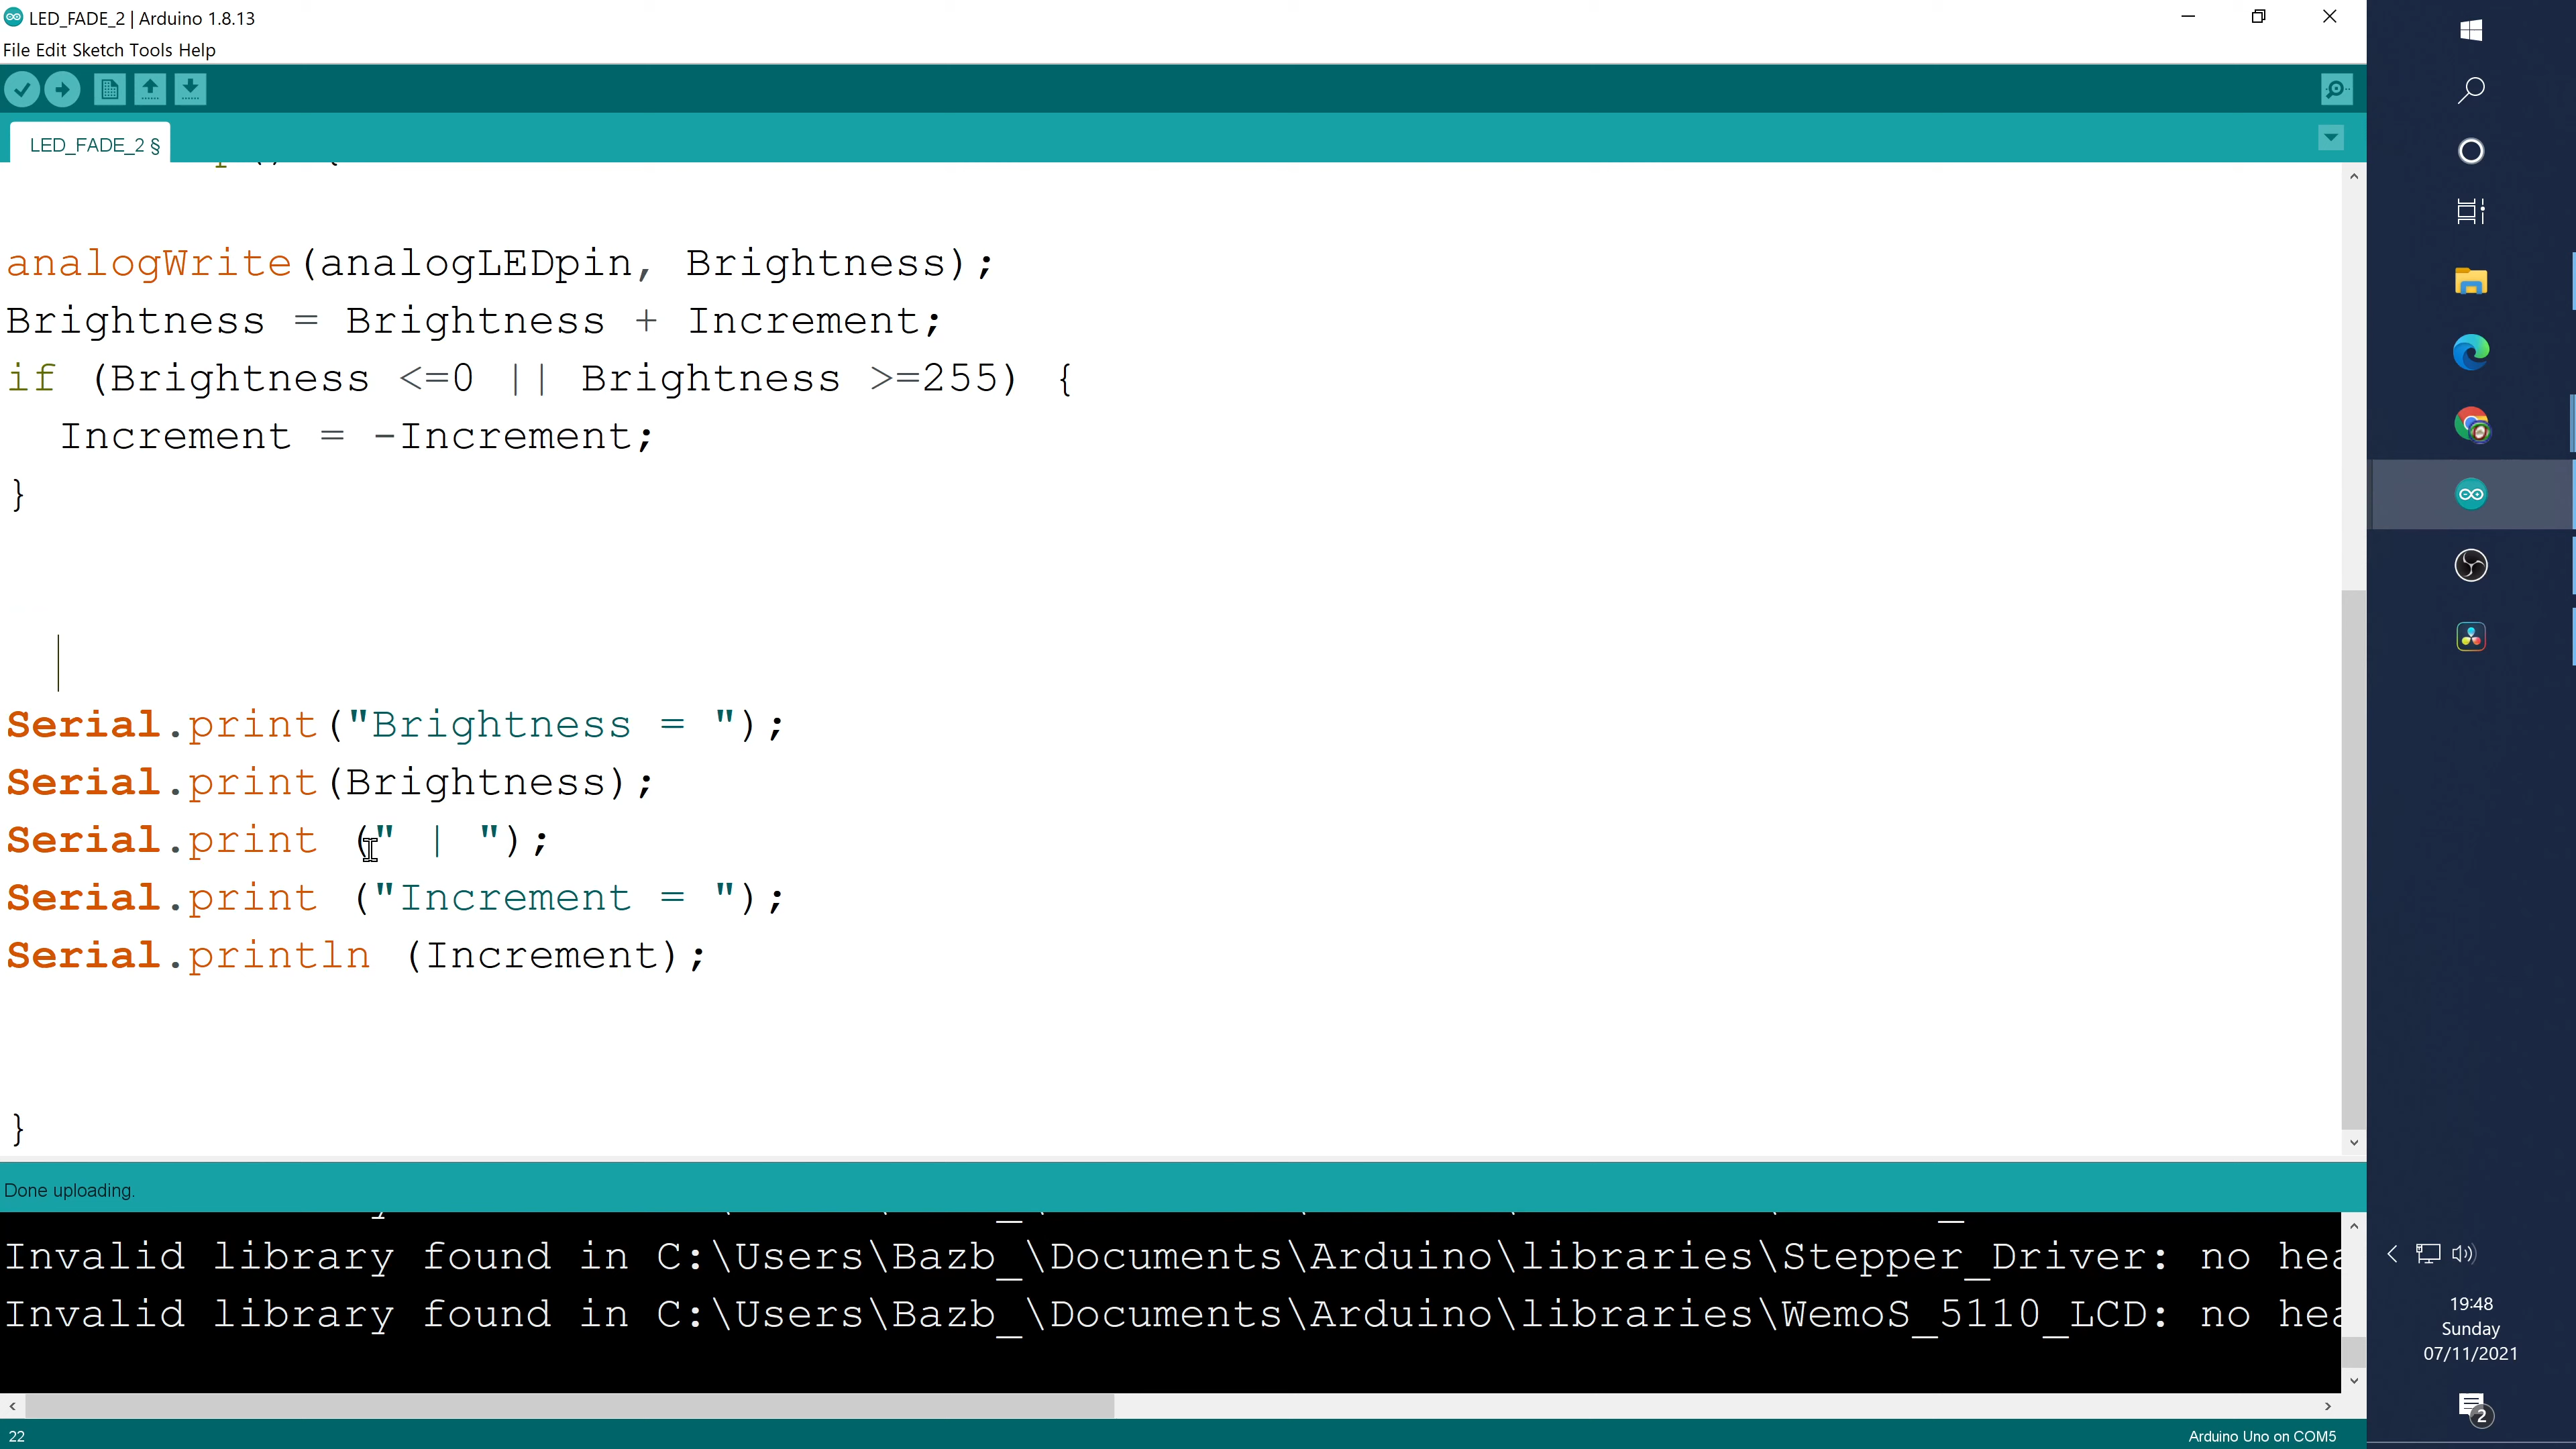 LED_FADE_2 | Arduino 1.8.13
File Edit Sketch Tools Help
LED_FADE_2 §
analogWrite(analogLEDpin, Brightness);
Brightness = Brightness + Increment;
if (Brightness <=0 || Brightness >=255) {
  Increment = -Increment;
}
Serial.print("Brightness = ");
Serial.print(Brightness);
Serial.print (" | ");
Serial.print ("Increment = ");
Serial.println (Increment);
}
Done uploading.
Invalid library found in C:\Users\Bazb_\Documents\Arduino\libraries\Stepper_Driver: no hea
Invalid library found in C:\Users\Bazb_\Documents\Arduino\libraries\WemoS_5110_LCD: no hea
22
Arduino Uno on COM5
19:48
Sunday
07/11/2021
2